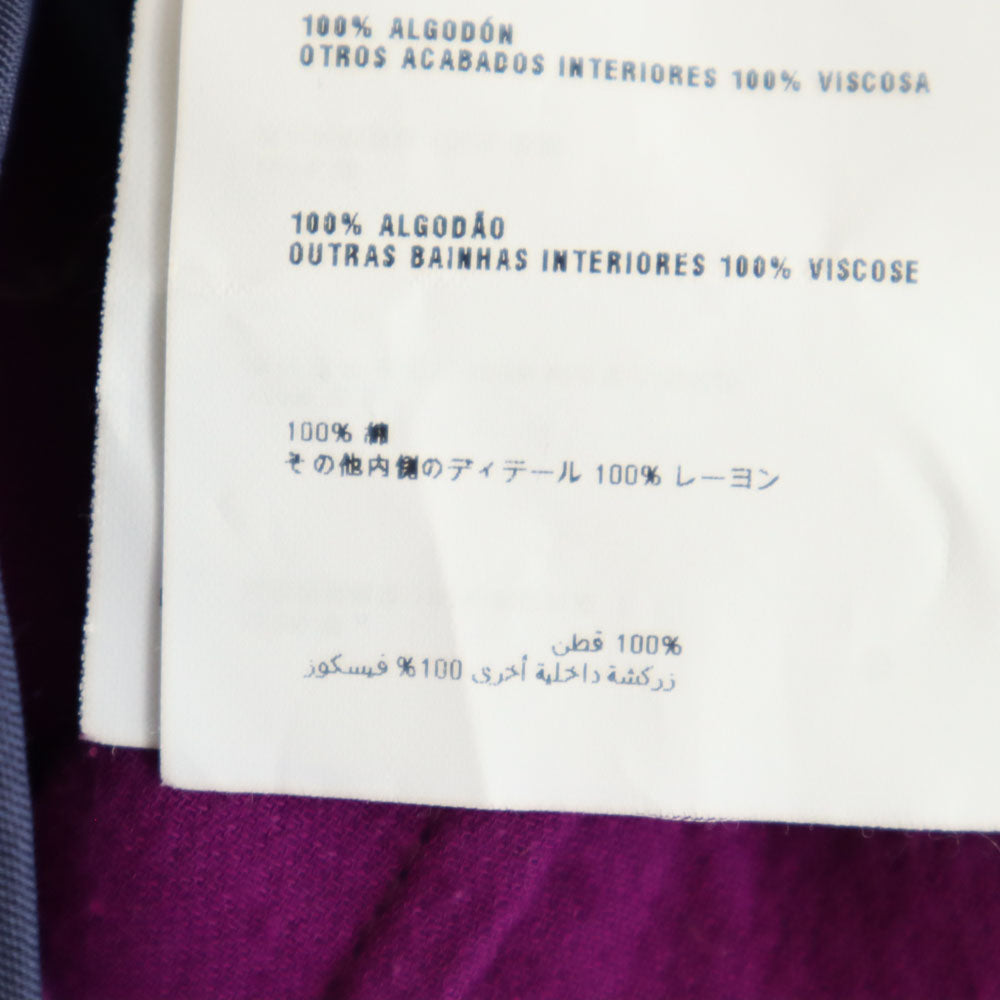 100% ALGODÓN
OTROS ACABADOS INTERIORES 100% VISCOSA
100% ALGODÃO
OUTRAS BAINHAS INTERIORES 100% VISCOSE
100% 綿
その他内側のディテール 100% レーヨン
100% قطن
زركشة داخلية أخرى 100% فيسكوز